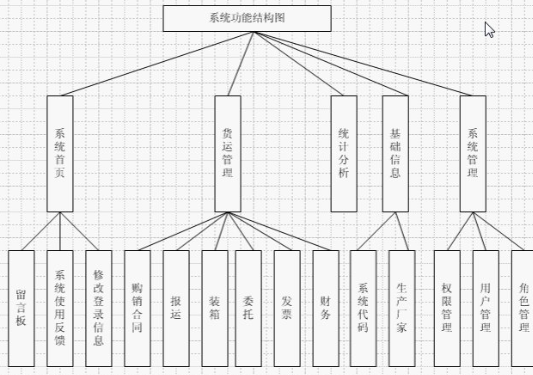 系统功能结构图
系统首页
货运管理
统计分析
基础信息
系统管理
留言板
系统使用反馈
修改登录信息
购销合同
报运
装箱
委托
发票
财务
系统代码
生产厂家
权限管理
用户管理
角色管理